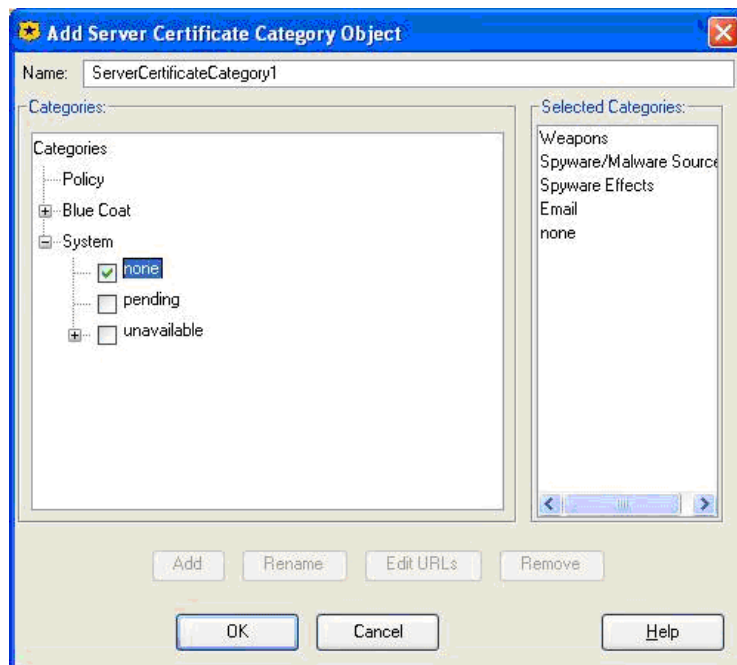 Add Server Certificate Category Object
Name: ServerCertificateCategory1
Categories:
Categories
Policy
Blue Coat
System
none
pending
unavailable
Selected Categories:
Weapons
Spyware/Malware Source
Spyware Effects
Email
none
Add Rename Edit URLs Remove
OK Cancel Help